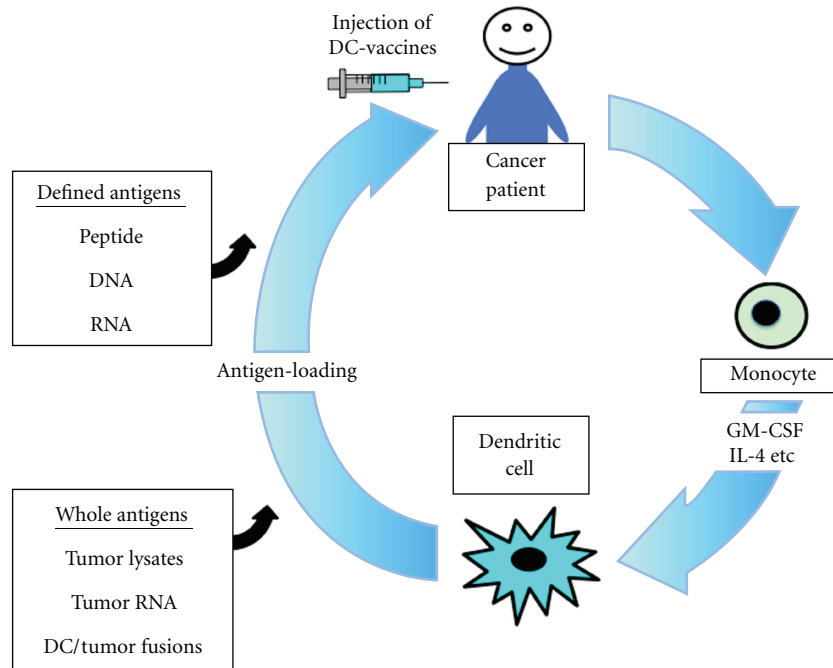 Injection of
DC-vaccines
Cancer
patient
Defined antigens
Peptide
DNA
RNA
Antigen-loading
Monocyte
GM-CSF
IL-4 etc
Dendritic
cell
Whole antigens
Tumor lysates
Tumor RNA
DC/tumor fusions